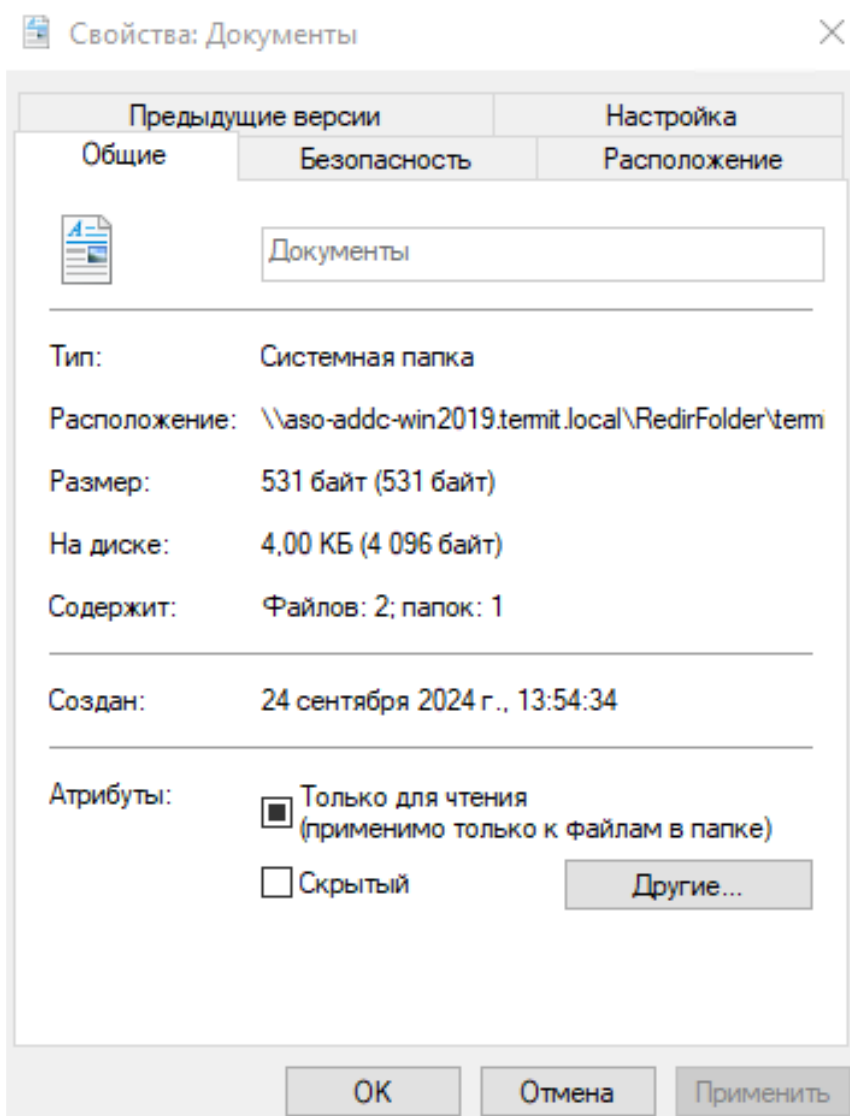 Свойства: Документы
Предыдущие версии
Настройка
Общие
Безопасность
Расположение
Документы
Тип: Системная папка
Расположение: \\aso-addc-win2019.termit.local\RedirFolder\termi
Размер: 531 байт (531 байт)
На диске: 4,00 КБ (4 096 байт)
Содержит: Файлов: 2; папок: 1
Создан: 24 сентября 2024 г., 13:54:34
Атрибуты: Только для чтения
(применимо только к файлам в папке)
Скрытый
Другие...
OK
Отмена
Применить